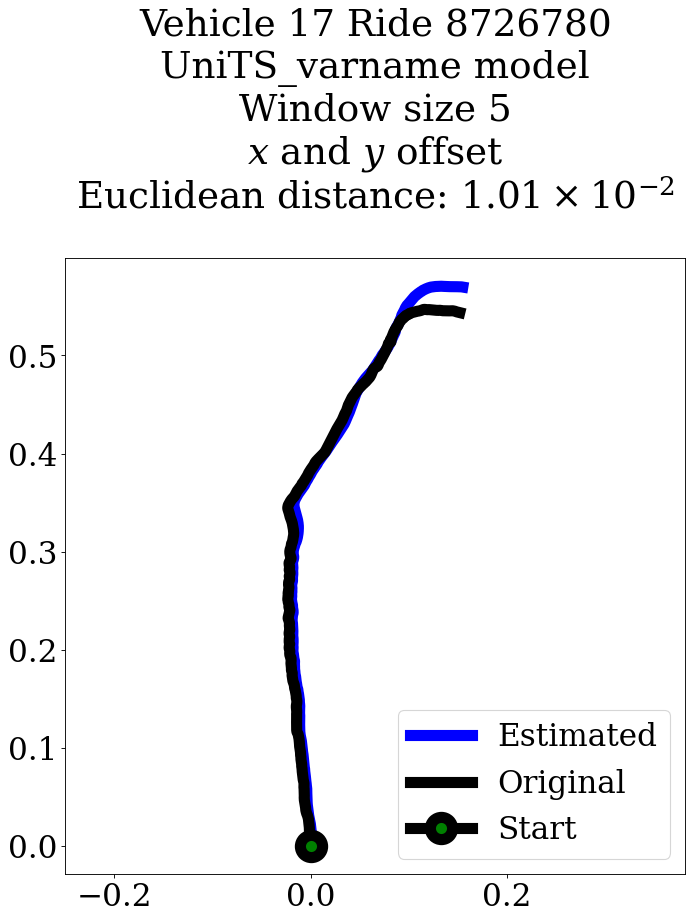 Vehicle 17 Ride 8726780
UniTS_varname model
Window size 5
x and y offset
Euclidean distance: 1.01 × 10⁻²
0.5
0.4
0.3
0.2
0.1
0.0
−0.2
0.0
0.2
Estimated
Original
Start